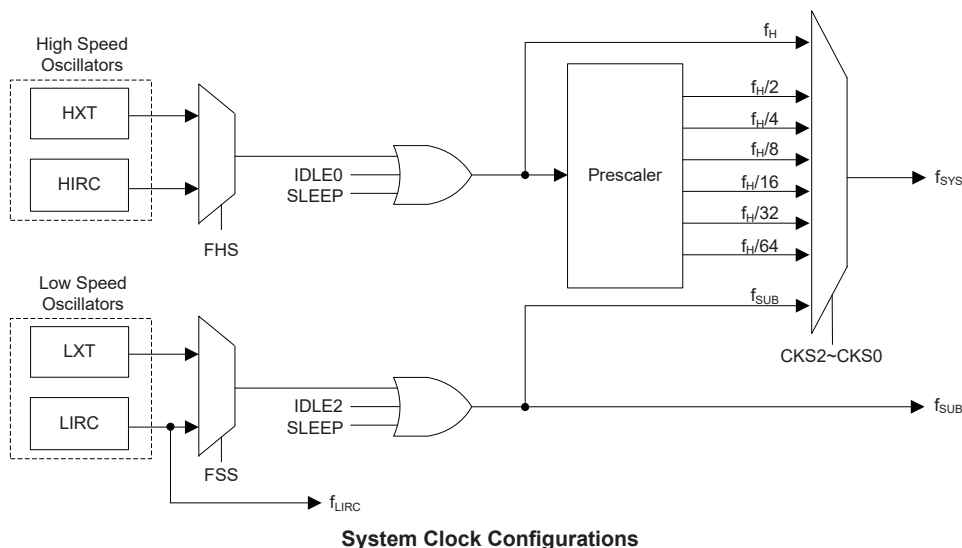 High Speed
Oscillators
HXT
HIRC
FHS
IDLE0
SLEEP
Prescaler
fH
fH/2
fH/4
fH/8
fH/16
fH/32
fH/64
fSUB
CKS2~CKS0
fSYS
Low Speed
Oscillators
LXT
LIRC
FSS
IDLE2
SLEEP
fSUB
fLIRC
System Clock Configurations